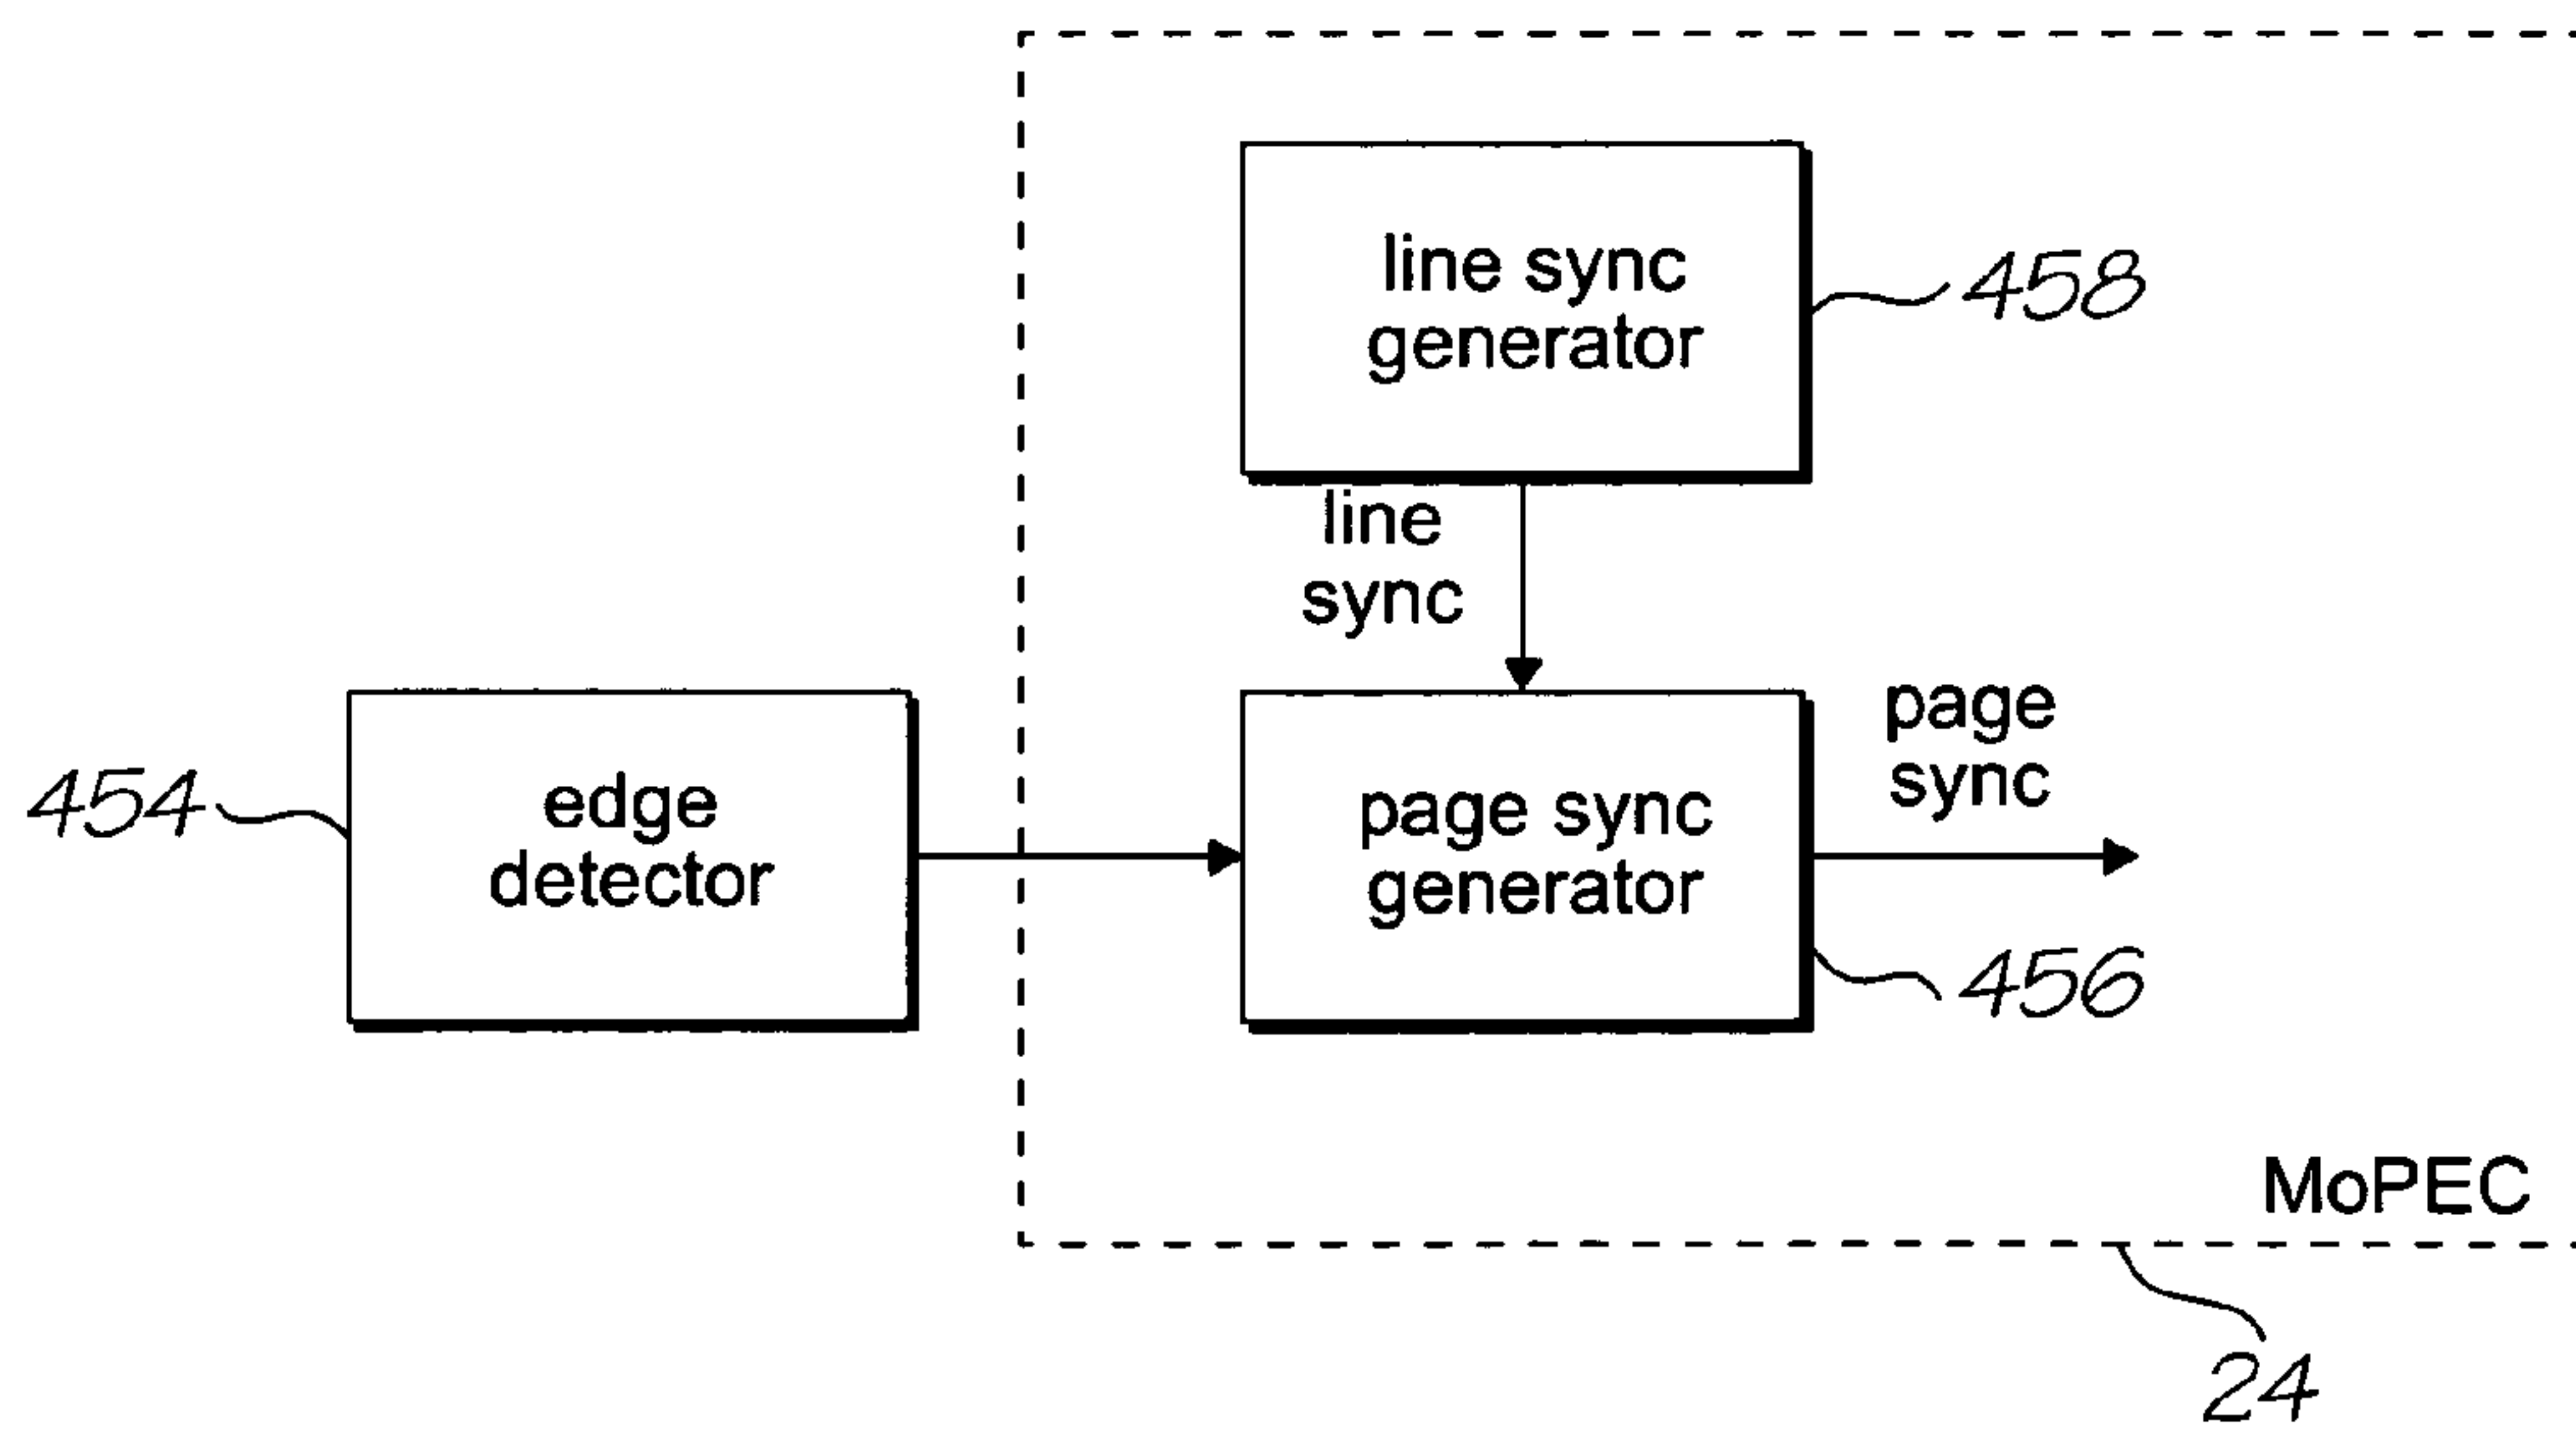 line sync
generator
458
line
sync
edge
detector
454
page sync
generator
page
sync
456
MoPEC
24